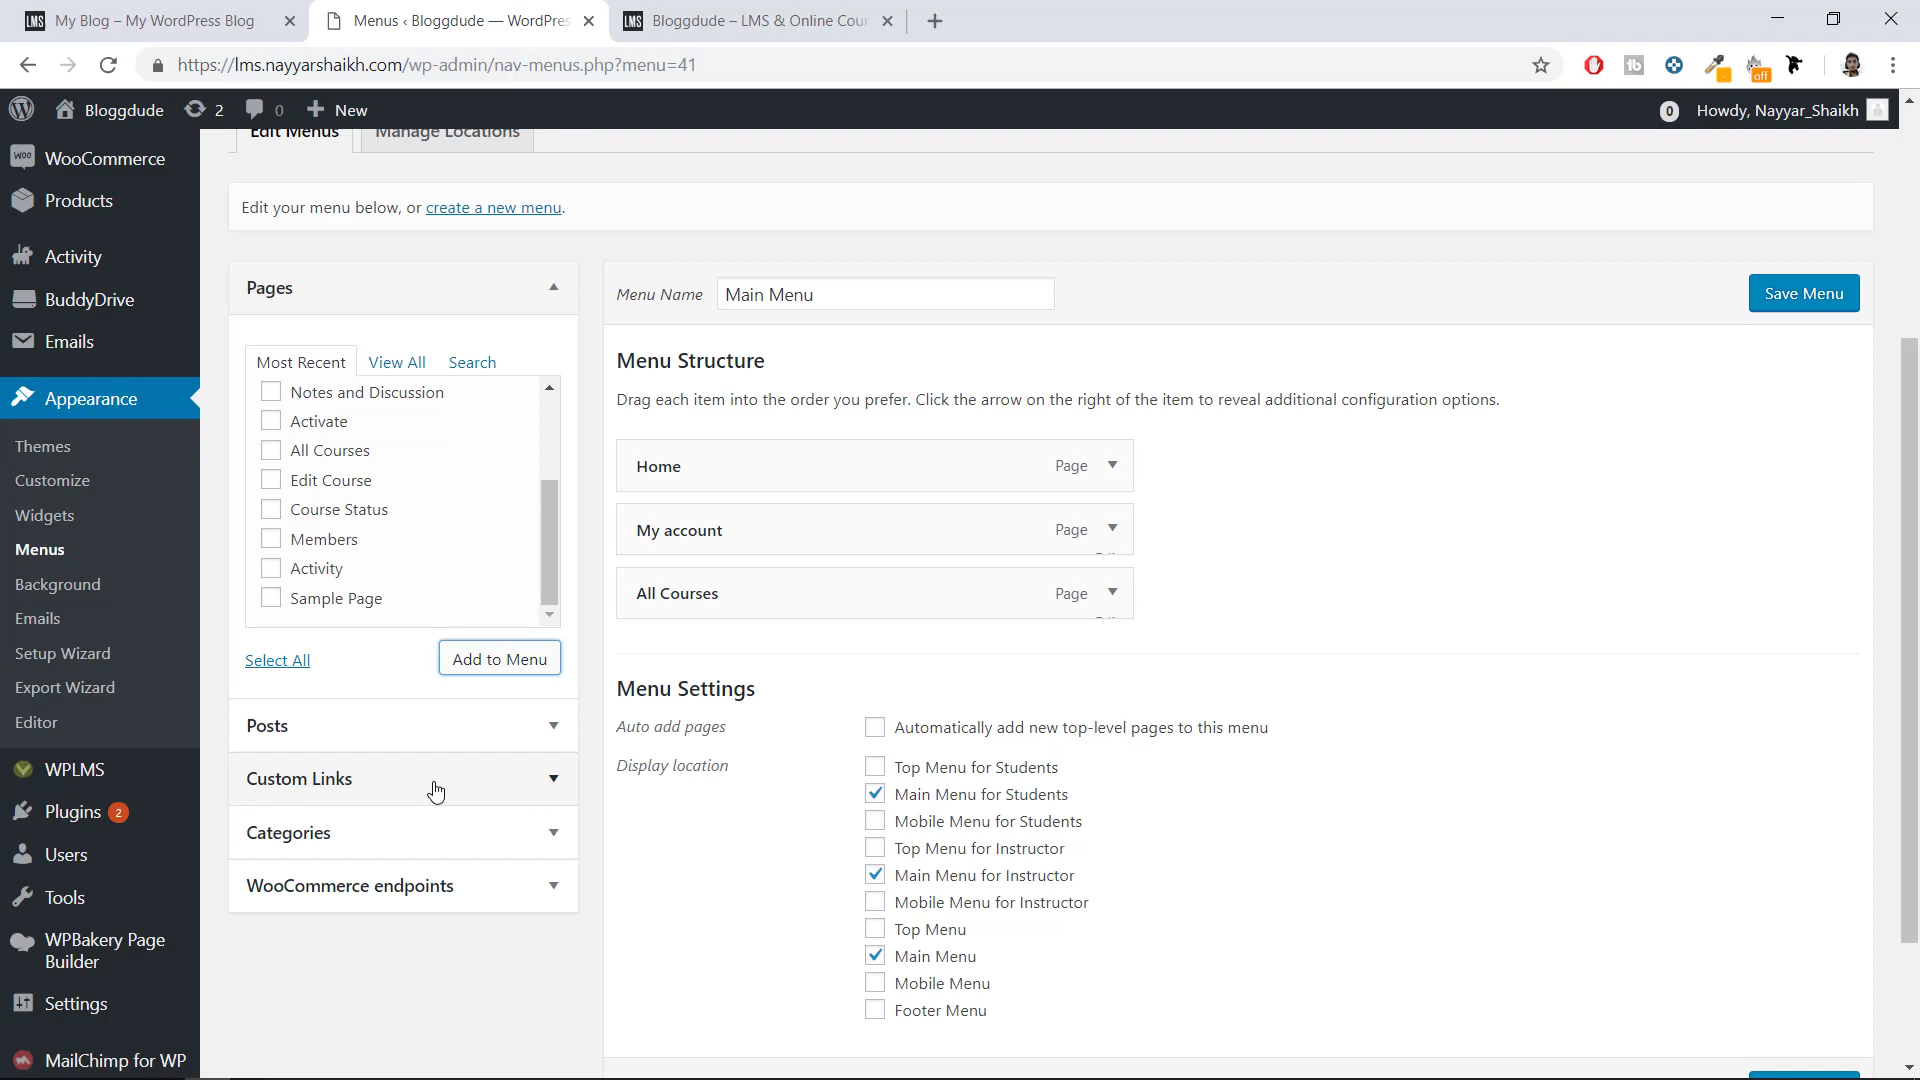 LMS My Blog – My WordPress Blog
Menus ‹ Bloggdude — WordPres
LMS Bloggdude – LMS & Online Cour
https://lms.nayyarshaikh.com/wp-admin/nav-menus.php?menu=41
tb
off
Bloggdude
2
0
New
0
Howdy, Nayyar_Shaikh
Woo WooCommerce
Products
Activity
BuddyDrive
Emails
Appearance
Themes
Customize
Widgets
Menus
Background
Emails
Setup Wizard
Export Wizard
Editor
WPLMS
Plugins 2
Users
Tools
WPBakery Page
Builder
Settings
MailChimp for WP
Edit Menus
Manage Locations
Edit your menu below, or create a new menu.
Pages
Most Recent
View All
Search
Notes and Discussion
Activate
All Courses
Edit Course
Course Status
Members
Activity
Sample Page
Select All
Add to Menu
Posts
Custom Links
Categories
WooCommerce endpoints
Menu Name
Main Menu
Save Menu
Menu Structure
Drag each item into the order you prefer. Click the arrow on the right of the item to reveal additional configuration options.
Home
Page
My account
Page
All Courses
Page
Menu Settings
Auto add pages
Automatically add new top-level pages to this menu
Display location
Top Menu for Students
Main Menu for Students
Mobile Menu for Students
Top Menu for Instructor
Main Menu for Instructor
Mobile Menu for Instructor
Top Menu
Main Menu
Mobile Menu
Footer Menu